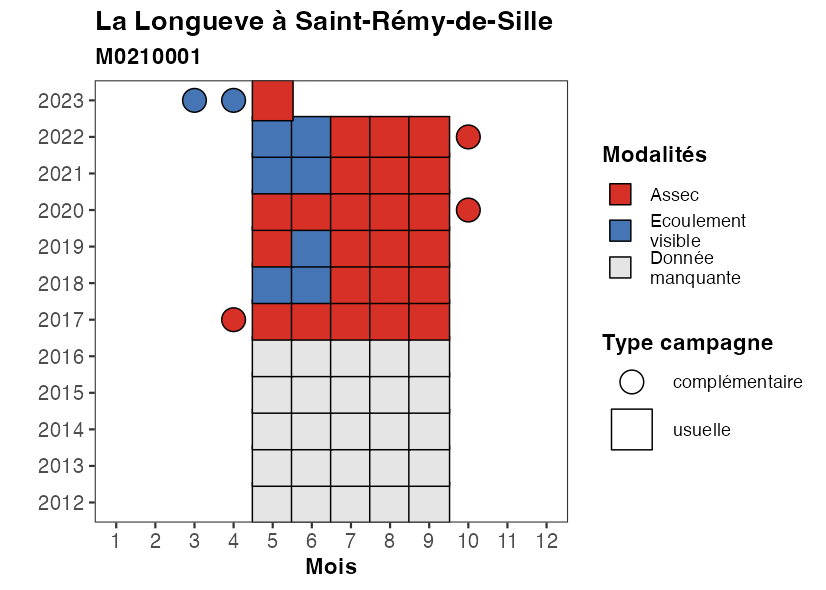 La Longueve à Saint-Rémy-de-Sille
M0210001
2023
2022
2021
2020
2019
2018
2017
2016
2015
2014
2013
2012
1 2 3 4 5 6 7 8 9 10 11 12
Mois
Modalités
Assec
Ecoulement
visible
Donnée
manquante
Type campagne
complémentaire
usuelle